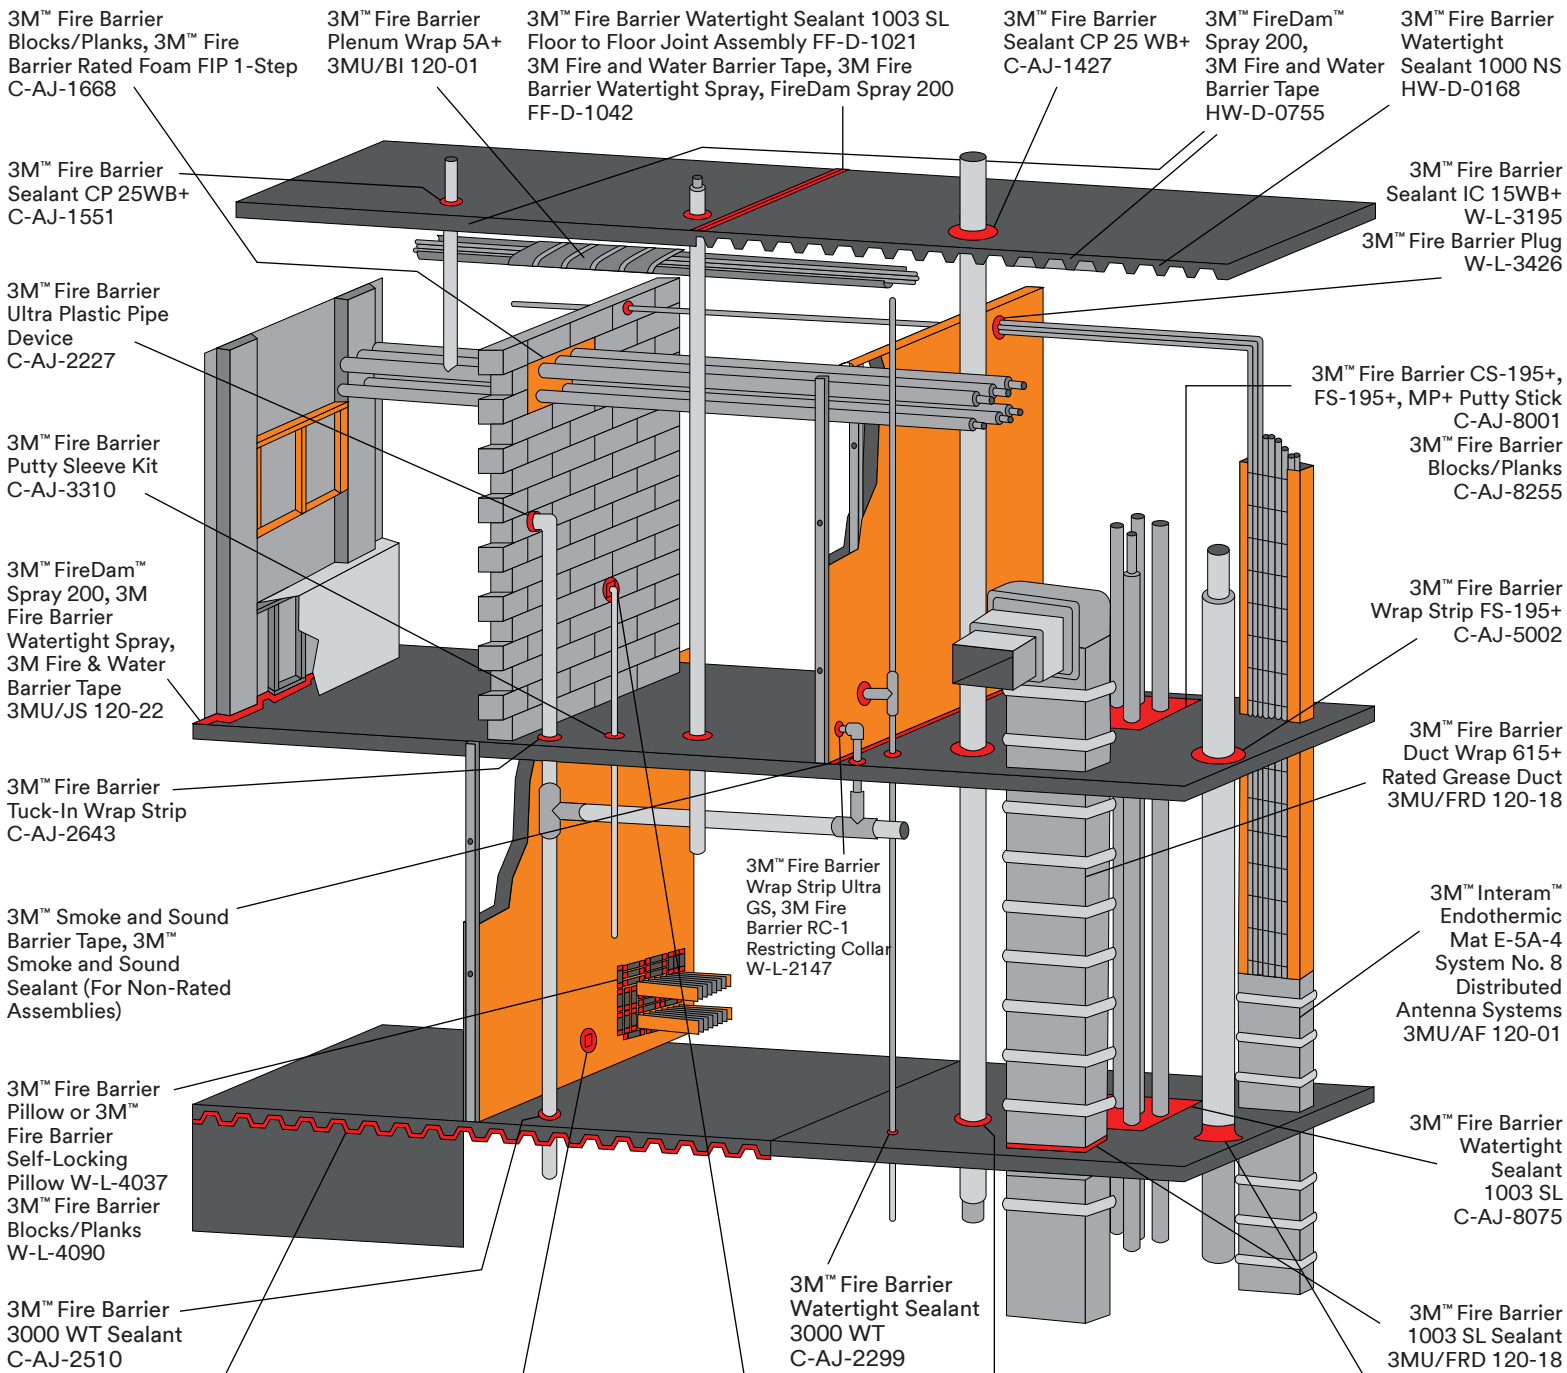 3M™ Fire Barrier
Blocks/Planks, 3M™ Fire
Barrier Rated Foam FIP 1-Step
C-AJ-1668
3M™ Fire Barrier
Plenum Wrap 5A+
3MU/BI 120-01
3M™ Fire Barrier Watertight Sealant 1003 SL
Floor to Floor Joint Assembly FF-D-1021
3M Fire and Water Barrier Tape, 3M Fire
Barrier Watertight Spray, FireDam Spray 200
FF-D-1042
3M™ Fire Barrier
Sealant CP 25 WB+
C-AJ-1427
3M™ FireDam™
Spray 200,
3M Fire and Water
Barrier Tape
HW-D-0755
3M™ Fire Barrier
Watertight
Sealant 1000 NS
HW-D-0168
3M™ Fire Barrier
Sealant CP 25WB+
C-AJ-1551
3M™ Fire Barrier
Sealant IC 15WB+
W-L-3195
3M™ Fire Barrier Plug
W-L-3426
3M™ Fire Barrier
Ultra Plastic Pipe
Device
C-AJ-2227
3M™ Fire Barrier CS-195+,
FS-195+, MP+ Putty Stick
C-AJ-8001
3M™ Fire Barrier
Blocks/Planks
C-AJ-8255
3M™ Fire Barrier
Putty Sleeve Kit
C-AJ-3310
3M™ FireDam™
Spray 200, 3M
Fire Barrier
Watertight Spray,
3M Fire & Water
Barrier Tape
3MU/JS 120-22
3M™ Fire Barrier
Wrap Strip FS-195+
C-AJ-5002
3M™ Fire Barrier
Duct Wrap 615+
Rated Grease Duct
3MU/FRD 120-18
3M™ Fire Barrier
Tuck-In Wrap Strip
C-AJ-2643
3M™ Fire Barrier
Wrap Strip Ultra
GS, 3M Fire
Barrier RC-1
Restricting Collar
W-L-2147
3M™ Smoke and Sound
Barrier Tape, 3M™
Smoke and Sound
Sealant (For Non-Rated
Assemblies)
3M™ Interam™
Endothermic
Mat E-5A-4
System No. 8
Distributed
Antenna Systems
3MU/AF 120-01
3M™ Fire Barrier
Pillow or 3M™
Fire Barrier
Self-Locking
Pillow W-L-4037
3M™ Fire Barrier
Blocks/Planks
W-L-4090
3M™ Fire Barrier
Watertight
Sealant
1003 SL
C-AJ-8075
3M™ Fire Barrier
3000 WT Sealant
C-AJ-2510
3M™ Fire Barrier
Watertight Sealant
3000 WT
C-AJ-2299
3M™ Fire Barrier
1003 SL Sealant
3MU/FRD 120-18